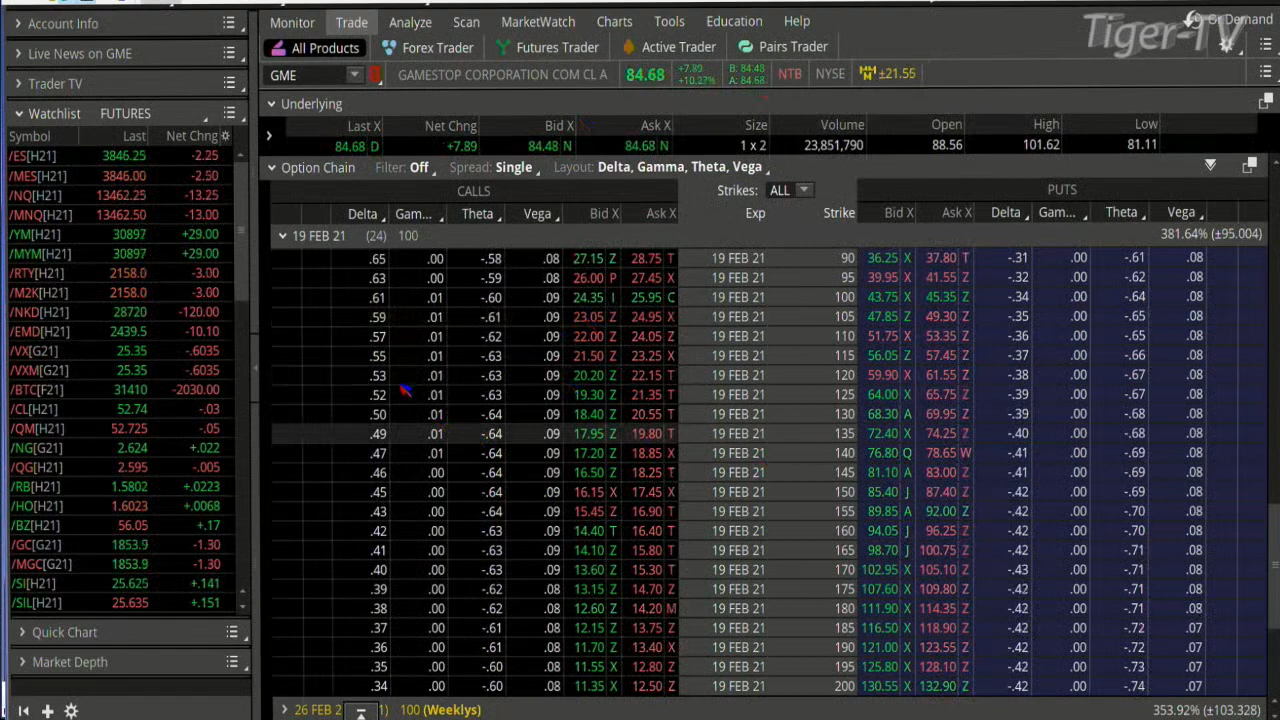 Account Info
Live News on GME
Trader TV
Watchlist FUTURES
Symbol Last Net Chng
/ES[H21] 3846.25 -2.25
/MES[H21] 3846.00 -2.50
/NQ[H21] 13462.25 -13.25
/MNQ[H21] 13462.50 -13.00
/YM[H21] 30897 +29.00
/MYM[H21] 30897 +29.00
/RTY[H21] 2158.0 -3.00
/M2K[H21] 2158.0 -3.00
/NKD[H21] 28720 -120.00
/EMD[H21] 2439.5 -10.10
/VX[G21] 25.35 -.6035
/VXM[G21] 25.35 -.6035
/BTC[F21] 31410 -2030.00
/CL[H21] 52.74 -.03
/QM[H21] 52.725 -.05
/NG[H21] 2.624 +.022
/QG[H21] 2.595 -.005
/RB[H21] 1.5802 +.0223
/HO[H21] 1.6023 +.0068
/BZ[H21] 56.05 +.17
/GC[G21] 1853.9 -1.30
/MGC[G21] 1853.9 -1.30
/SI[H21] 25.625 +.141
/SIL[H21] 25.635 +.151
Quick Chart
Market Depth
Monitor Trade Analyze Scan MarketWatch Charts Tools Education Help
Tiger-TV
All Products Forex Trader Futures Trader Active Trader Pairs Trader
GME GAMESTOP CORPORATION COM CL A 84.68 +7.89 +10.27% B: 84.48 A: 84.68 NTB NYSE ±21.55
Underlying
Last X Net Chng Bid X Ask X Size Volume Open High Low
84.68 D +7.89 84.48 N 84.68 N 1 x 2 23,851,790 88.56 101.62 81.11
Option Chain Filter: Off Spread: Single Layout: Delta, Gamma, Theta, Vega
CALLS Strikes: ALL PUTS
Delta Gam... Theta Vega Bid X Ask X Exp Strike Bid X Ask X Delta Gam... Theta Vega
19 FEB 21 (24) 100 381.64% (±95.004)
.65 .00 -.58 .08 27.15 Z 28.75 T 19 FEB 21 90 36.25 X 37.80 T -.31 .00 -.61 .08
.63 .00 -.59 .08 26.00 P 27.45 X 19 FEB 21 95 39.95 X 41.55 Z -.32 .00 -.62 .08
.61 .01 -.60 .08 24.35 I 25.95 C 19 FEB 21 100 43.75 X 45.35 Z -.34 .00 -.64 .08
.59 .01 -.61 .09 23.05 Z 24.95 X 19 FEB 21 105 47.85 Z 49.30 Z -.35 .00 -.65 .08
.57 .01 -.62 .09 22.00 Z 24.05 Z 19 FEB 21 110 51.75 X 53.35 Z -.36 .00 -.65 .08
.55 .01 -.63 .09 21.50 Z 23.25 X 19 FEB 21 115 56.05 Z 57.45 Z -.37 .00 -.66 .08
.53 .01 -.63 .09 20.20 Z 22.15 T 19 FEB 21 120 59.90 X 61.55 Z -.38 .00 -.67 .08
.52 .01 -.63 .09 19.30 Z 21.35 T 19 FEB 21 125 64.00 X 65.75 Z -.39 .00 -.67 .08
.50 .01 -.64 .09 18.40 Z 20.55 T 19 FEB 21 130 68.30 A 69.95 Z -.39 .00 -.68 .08
.49 .01 -.64 .09 17.95 Z 19.80 T 19 FEB 21 135 72.40 X 74.25 Z -.40 .00 -.68 .08
.47 .01 -.64 .09 17.20 Z 18.85 X 19 FEB 21 140 76.80 Q 78.65 W -.41 .00 -.69 .08
.46 .00 -.64 .09 16.50 Z 18.25 T 19 FEB 21 145 81.10 A 83.00 Z -.41 .00 -.69 .08
.45 .00 -.64 .09 16.15 X 17.45 X 19 FEB 21 150 85.40 J 87.40 Z -.42 .00 -.69 .08
.43 .00 -.64 .09 15.45 Z 16.90 T 19 FEB 21 155 89.85 A 92.00 Z -.42 .00 -.70 .08
.42 .00 -.63 .09 14.40 T 16.40 T 19 FEB 21 160 94.05 J 96.25 Z -.42 .00 -.70 .08
.41 .00 -.63 .09 14.10 Z 15.80 T 19 FEB 21 165 98.70 J 100.75 Z -.42 .00 -.71 .08
.40 .00 -.63 .09 13.60 Z 15.30 T 19 FEB 21 170 102.95 X 105.10 Z -.43 .00 -.71 .08
.39 .00 -.62 .09 13.15 Z 14.70 Z 19 FEB 21 175 107.60 X 109.80 Z -.42 .00 -.71 .08
.38 .00 -.62 .09 12.60 Z 14.20 M 19 FEB 21 180 111.90 X 114.35 Z -.42 .00 -.71 .08
.37 .00 -.61 .08 12.15 Z 13.75 Z 19 FEB 21 185 116.50 X 118.90 Z -.42 .00 -.72 .07
.36 .00 -.61 .08 11.70 Z 13.40 X 19 FEB 21 190 121.00 X 123.55 Z -.42 .00 -.72 .07
.35 .00 -.60 .08 11.55 X 12.80 Z 19 FEB 21 195 125.80 X 128.10 Z -.42 .00 -.73 .07
.34 .00 -.60 .08 11.35 X 12.50 Z 19 FEB 21 200 130.55 X 132.90 Z -.42 .00 -.74 .07
26 FEB 2 1) 100 (Weeklys) 353.92% (±103.328)